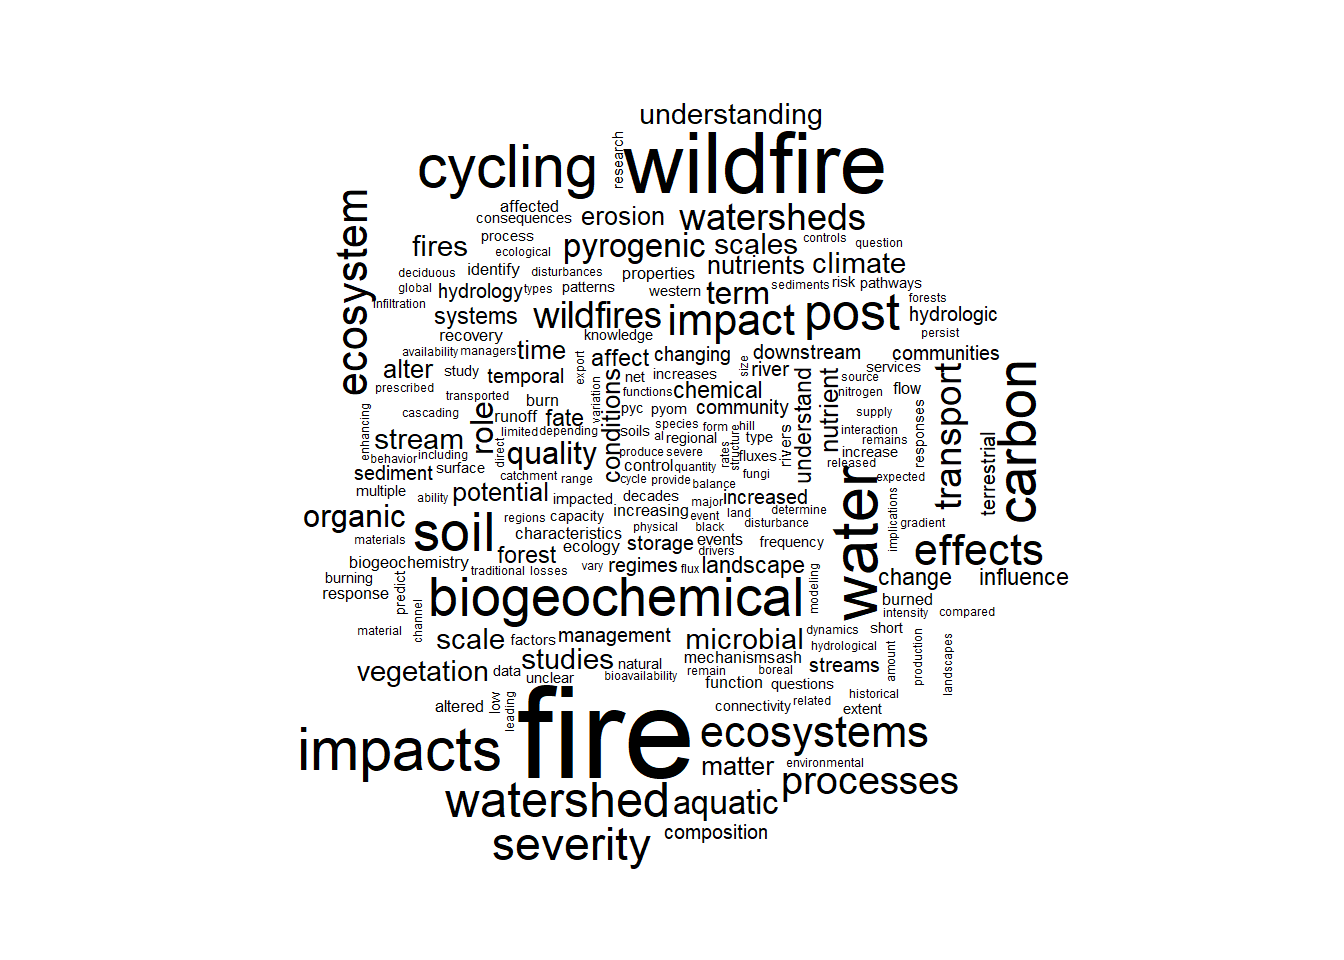 understanding
research
wildfire
cycling
affected
consequences
erosion
watersheds
ecosystem
fires
process
ecological
pyrogenic
scales
controls
question
deciduous
identify
disturbances
properties
nutrients
climate
global
hydrology
types
patterns
western
term
sediments
risk
pathways
infiltration
systems
wildfires
impact
post
forests
hydrologic
persist
recovery
knowledge
availability
managers
time
export
affect
changing
size
downstream
communities
alter
study
temporal
net
increases
river
services
prescribed
transported
burn
variation
functions
chemical
source
nitrogen
flow
cascading
role
runoff
fate
conditions
pyc
pyom
community
understand
nutrient
supply
responses
transport
carbon
enhancing
stream
limited
depending
soils
species
form
hill
al
regional
structure
rates
type
rivers
interaction
remains
terrestrial
behavior
including
direct
quality
produce
severe
fluxes
increase
released
sediment
surface
catchment
range
control
quantity
cycle
provide
balance
fungi
expected
multiple
ability
potential
impacted
decades
major
increased
water
organic
soil
regions
capacity
increasing
event
land
determine
implications
gradient
materials
characteristics
physical
black
disturbance
biogeochemistry
forest
ecology
storage
events
drivers
frequency
effects
burning
traditional
losses
vary
regimes
flux
landscape
change
influence
response
predict
biogeochemical
modeling
burned
intensity
compared
material
channel
scale
factors
management
microbial
dynamics
short
hydrological
amount
production
landscapes
vegetation
data
studies
natural
unclear
bioavailability
mechanisms
ash
remain
boreal
streams
function
questions
altered
low
leading
fire
connectivity
related
historical
extent
impacts
ecosystems
matter
environmental
processes
watershed
aquatic
severity
composition